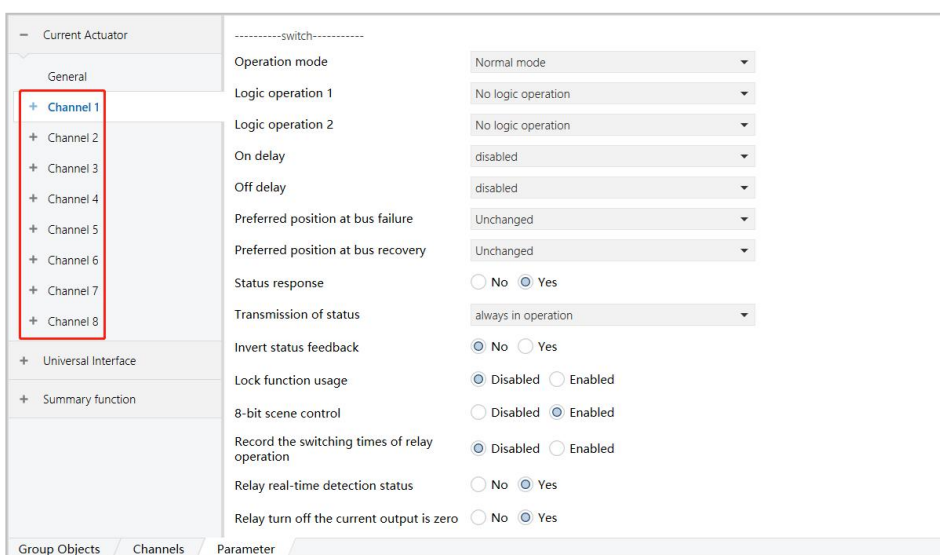 − Current Actuator
General
+ Channel 1
+ Channel 2
+ Channel 3
+ Channel 4
+ Channel 5
+ Channel 6
+ Channel 7
+ Channel 8
+ Universal Interface
+ Summary function
----------switch-----------
Operation mode Normal mode
Logic operation 1 No logic operation
Logic operation 2 No logic operation
On delay disabled
Off delay disabled
Preferred position at bus failure Unchanged
Preferred position at bus recovery Unchanged
Status response No Yes
Transmission of status always in operation
Invert status feedback No Yes
Lock function usage Disabled Enabled
8-bit scene control Disabled Enabled
Record the switching times of relay
operation Disabled Enabled
Relay real-time detection status No Yes
Relay turn off the current output is zero No Yes
Group Objects Channels Parameter